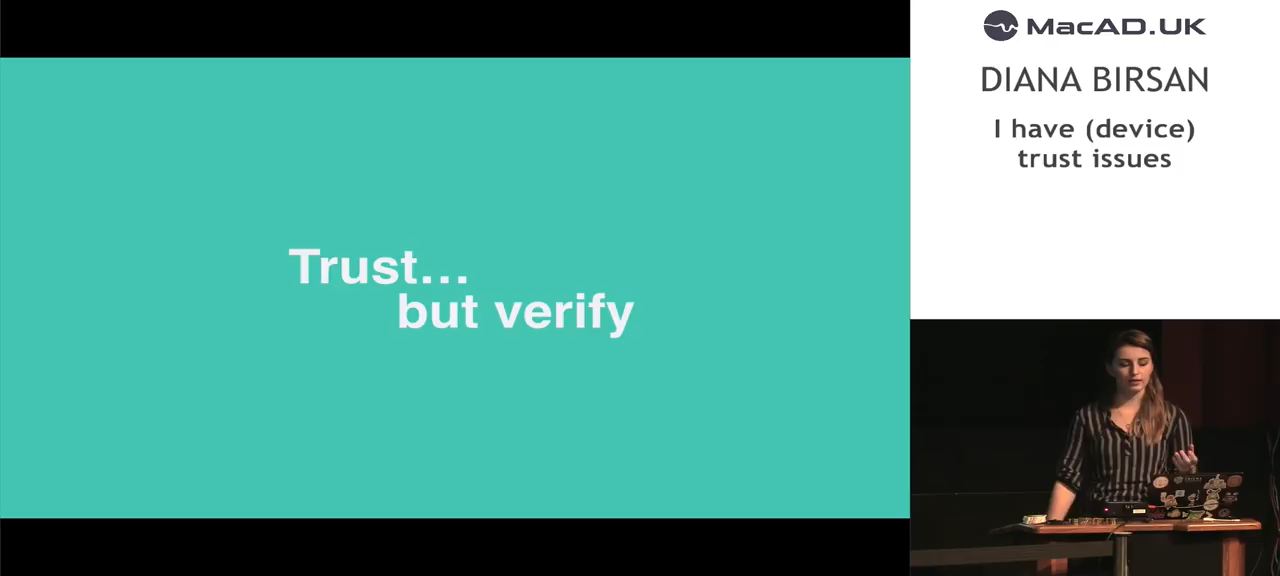 Trust...
but verify
MacAD.UK
DIANA BIRSAN
I have (device)
trust issues